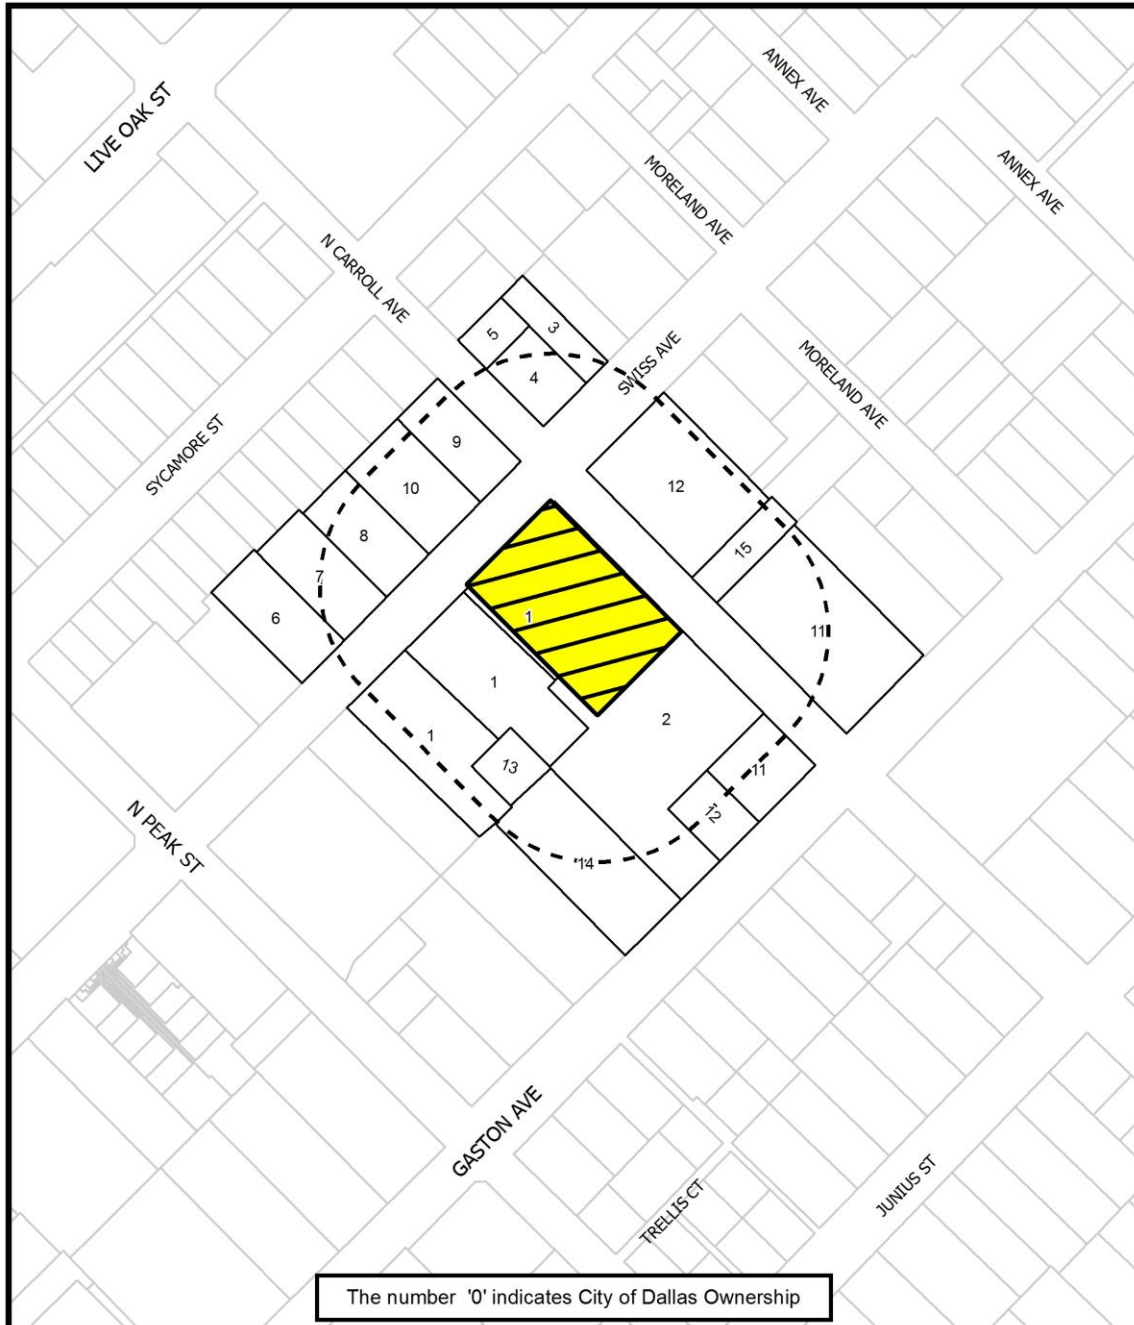 ANNEX AVE
LIVE OAK ST
MORELAND AVE
ANNEX AVE
N CARROLL AVE
3
5
4
SWISS AVE
MORELAND AVE
SYCAMORE ST
9
10
12
8
15
7
6
1
11
1
2
1
13
11
12
14
N PEAK ST
GASTON AVE
TRELLIS CT
JUNIUS ST
The number '0' indicates City of Dallas Ownership